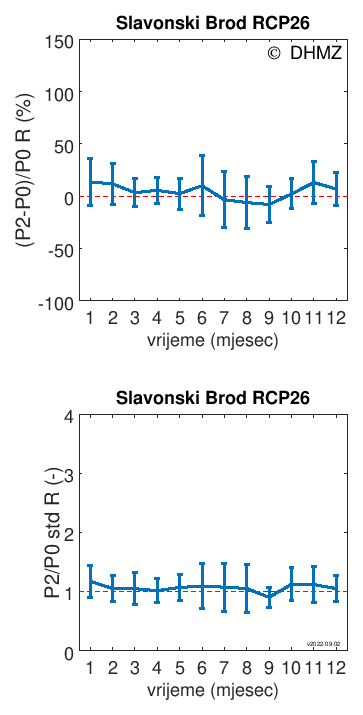 Slavonski Brod RCP26
© DHMZ
(P2-P0)/P0 R (%)
150
100
50
0
-50
-100
1 2 3 4 5 6 7 8 9 10 11 12
vrijeme (mjesec)
Slavonski Brod RCP26
P2/P0 std R (-)
4
3
2
1
0
v2022-09-02
1 2 3 4 5 6 7 8 9 10 11 12
vrijeme (mjesec)